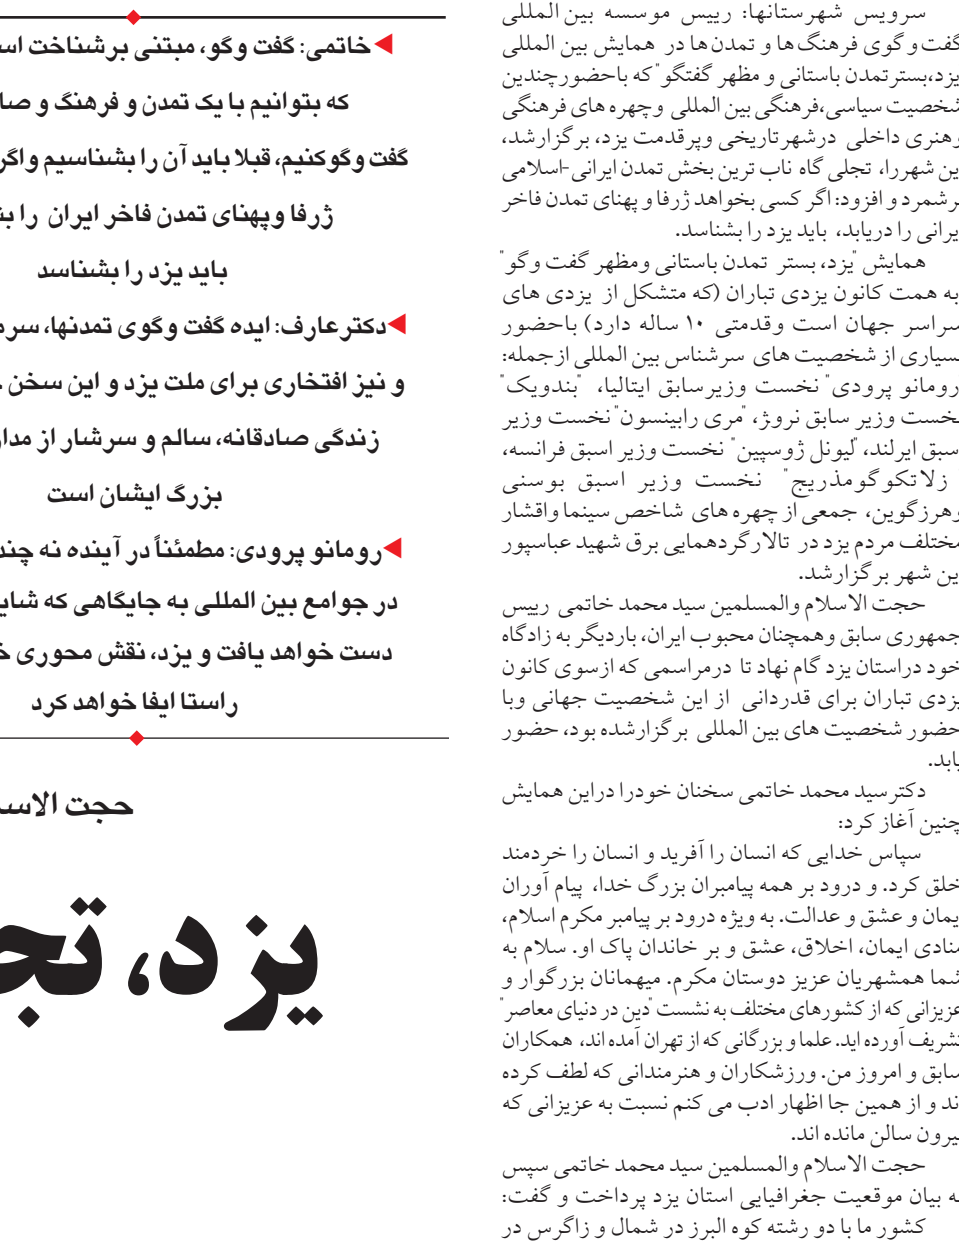 سرویس شهرستانها: رییس موسسه بین المللی
گفت و گوی فرهنگ ها و تمدن ها در همایش بین المللی
یزد،بسترتمدن باستانی و مظهر گفتگو" که باحضورچندین
شخصیت سیاسی،فرهنگی بین المللی وچهره های فرهنگی
وهنری داخلی درشهرتاریخی وپرقدمت یزد، برگزارشد،
این شهررا، تجلی گاه ناب ترین بخش تمدن ایرانی-اسلامی
برشمرد و افزود: اگر کسی بخواهد ژرفا و پهنای تمدن فاخر
ایرانی را دریابد، باید یزد را بشناسد.
همایش "یزد، بستر تمدن باستانی ومظهر گفت وگو"
به همت کانون یزدی تباران (که متشکل از یزدی های
سراسر جهان است وقدمتی ۱۰ ساله دارد) باحضور
بسیاری از شخصیت های سرشناس بین المللی ازجمله:
"رومانو پرودی" نخست وزیرسابق ایتالیا، "بندویک"
نخست وزیر سابق نروژ، "مری رابینسون" نخست وزیر
اسبق ایرلند، "لیونل ژوسپین" نخست وزیر اسبق فرانسه،
زلاتکوگومذریج" نخست وزیر اسبق بوسنی
وهرزگوین، جمعی از چهره های شاخص سینما واقشار
مختلف مردم یزد در تالارگردهمایی برق شهید عباسپور
این شهر برگزارشد.
حجت الاسلام والمسلمین سید محمد خاتمی رییس
جمهوری سابق وهمچنان محبوب ایران، باردیگر به زادگاه
خود دراستان یزد گام نهاد تا درمراسمی که ازسوی کانون
یزدی تباران برای قدردانی از این شخصیت جهانی وبا
حضور شخصیت های بین المللی برگزارشده بود، حضور
یابد.
دکترسید محمد خاتمی سخنان خودرا دراین همایش
چنین آغاز کرد:
سپاس خدایی که انسان را آفرید و انسان را خردمند
خلق کرد. و درود بر همه پیامبران بزرگ خدا، پیام آوران
ایمان و عشق و عدالت. به ویژه درود بر پیامبر مکرم اسلام،
منادی ایمان، اخلاق، عشق و بر خاندان پاک او. سلام به
شما همشهریان عزیز دوستان مکرم. میهمانان بزرگوار و
عزیزانی که از کشورهای مختلف به نشست "دین در دنیای معاصر"
تشریف آورده اید. علما و بزرگانی که از تهران آمده اند، همکاران
سابق و امروز من. ورزشکاران و هنرمندانی که لطف کرده
اند و از همین جا اظهار ادب می کنم نسبت به عزیزانی که
بیرون سالن مانده اند.
حجت الاسلام والمسلمین سید محمد خاتمی سپس
به بیان موقعیت جغرافیایی استان یزد پرداخت و گفت:
کشور ما با دو رشته کوه البرز در شمال و زاگرس در
خاتمی: گفت وگو، مبتنی برشناخت
که بتوانیم با یک تمدن و فرهنگ و
گفت وگوکنیم، قبلا باید آن را بشناسیم واگر
ژرفا وپهنای تمدن فاخر ایران را
باید یزد را بشناسد
دکترعارف: ایده گفت وگوی تمدنها،
و نیز افتخاری برای ملت یزد و این سخن
زندگی صادقانه، سالم و سرشار از
بزرگ ایشان است
رومانو پرودی: مطمئناً در آینده نه
در جوامع بین المللی به جایگاهی که
دست خواهد یافت و یزد، نقش محوری
راستا ایفا خواهد کرد
حجت
یزد،